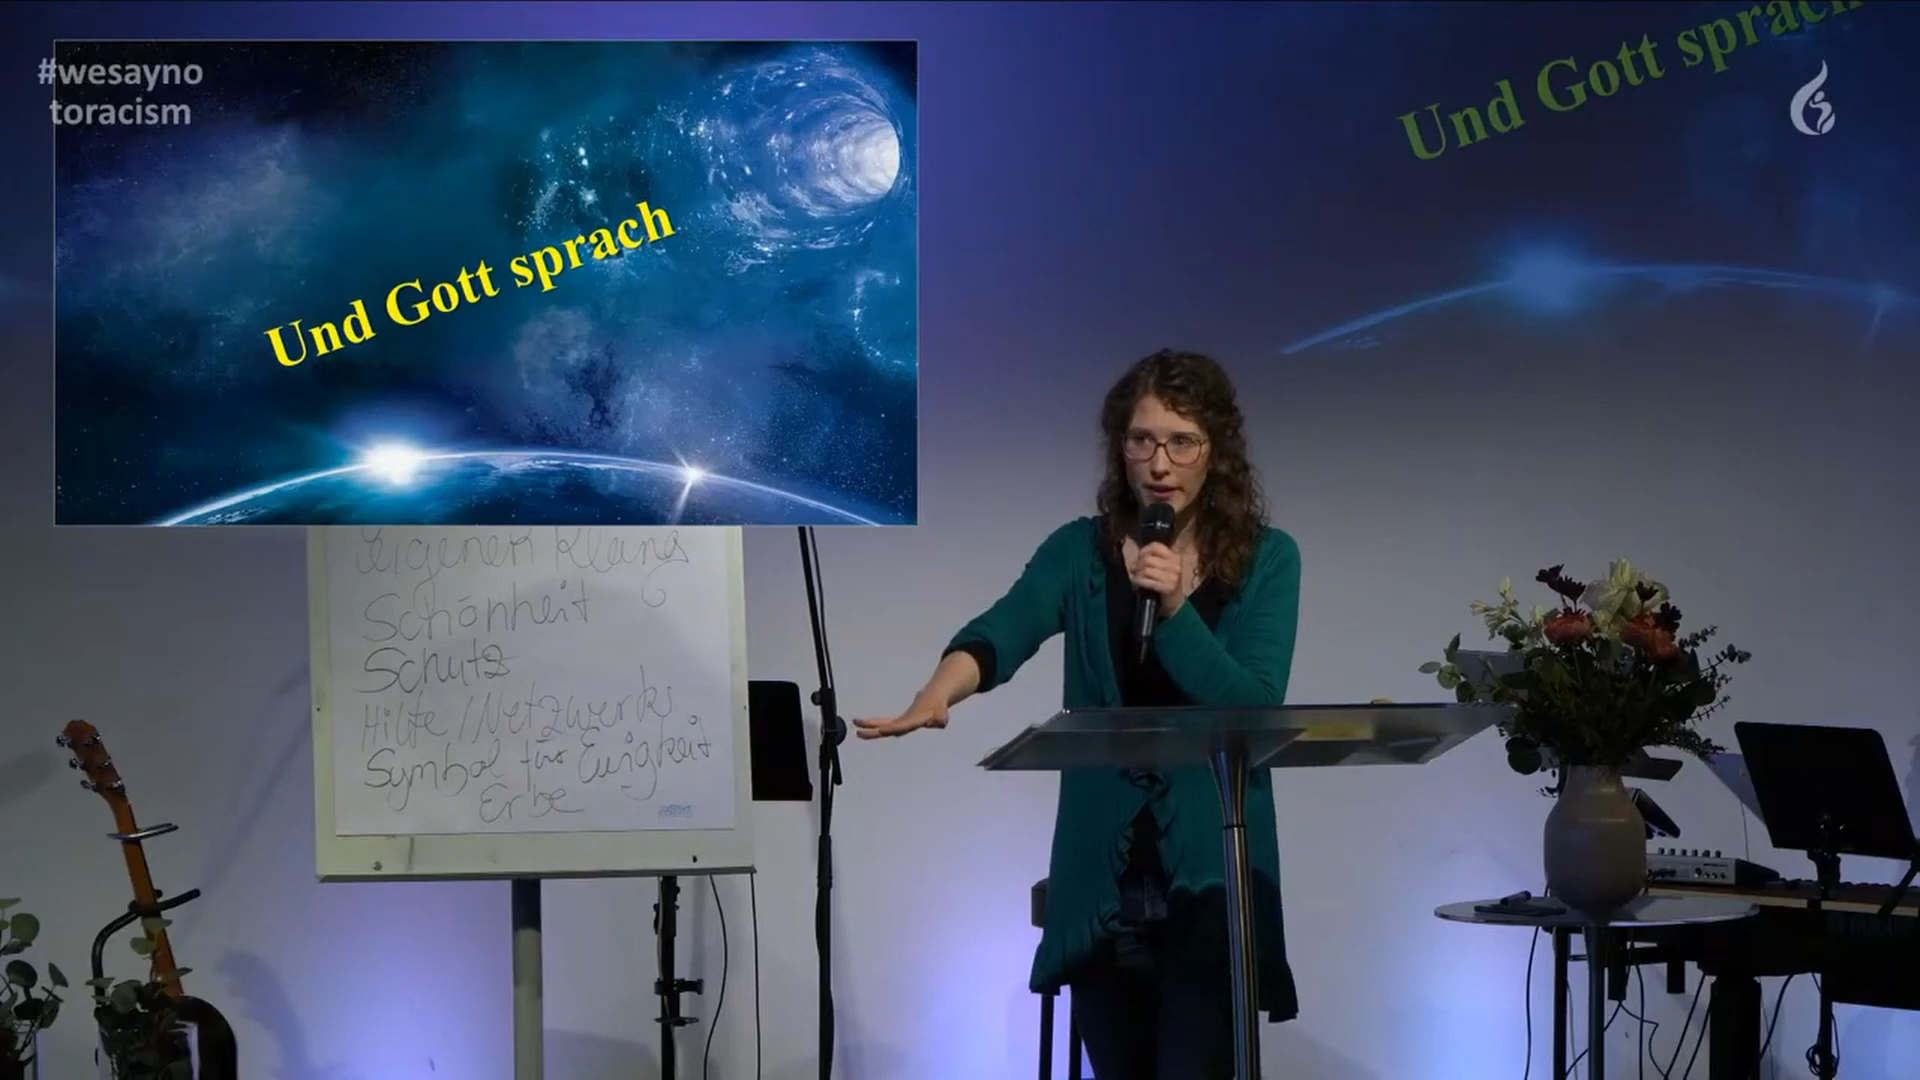 #wesayno
toracism
Und Gott sprach
Und Gott sprach
eigenen Klang
Schönheit
Schutz
Hilfe/Netzwerk
Symbol für Ewigkeit
Erbe